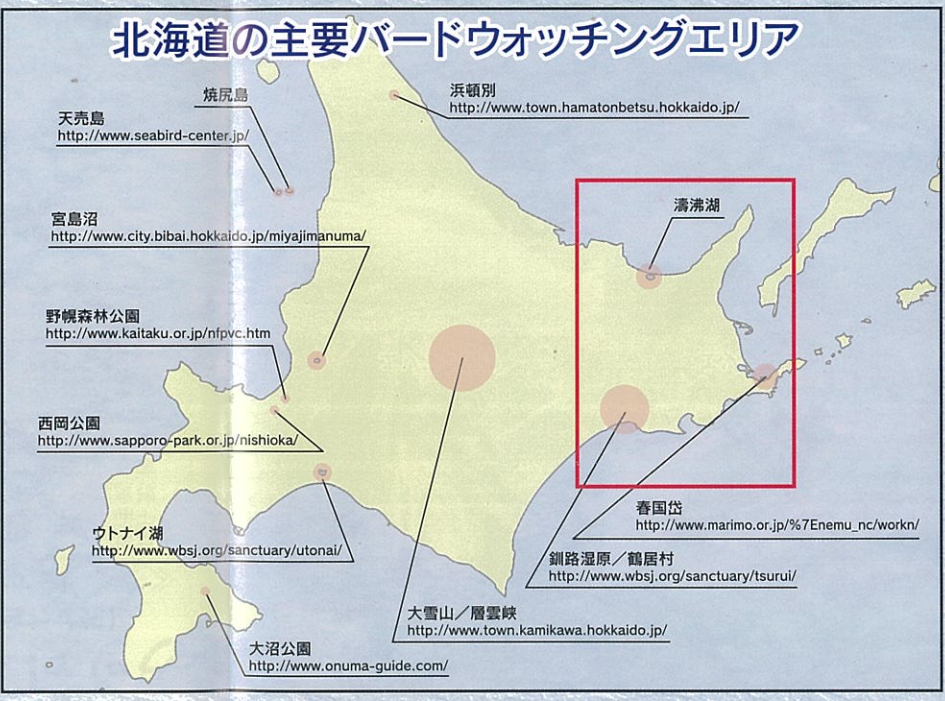 北海道の主要バードウォッチングエリア
焼尻島
浜頓別
http://www.town.hamatonbetsu.hokkaido.jp/
天売島
http://www.seabird-center.jp/
濤沸湖
宮島沼
http://www.city.bibai.hokkaido.jp/miyajimanuma/
野幌森林公園
http://www.kaitaku.or.jp/nfpvc.htm
西岡公園
http://www.sapporo-park.or.jp/nishioka/
春国岱
http://www.marimo.or.jp/%7Enemu_nc/workn/
ウトナイ湖
http://www.wbsj.org/sanctuary/utonai/
釧路湿原／鶴居村
http://www.wbsj.org/sanctuary/tsurui/
大雪山／層雲峡
http://www.town.kamikawa.hokkaido.jp/
大沼公園
http://www.onuma-guide.com/